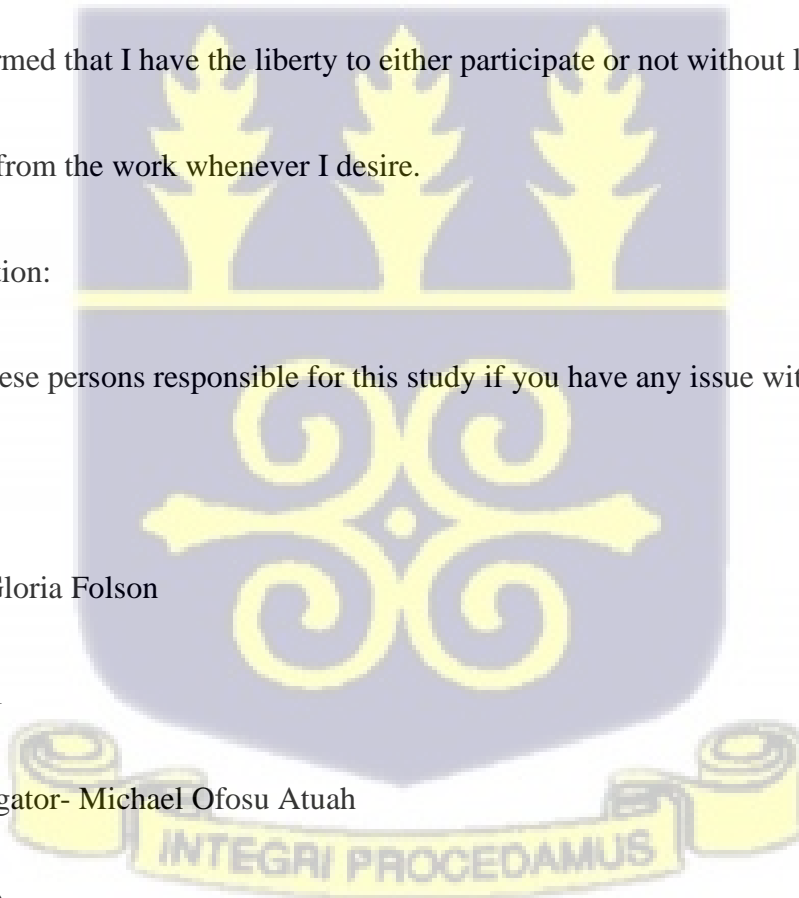 rmed that I have the liberty to either participate or not without l
from the work whenever I desire.
tion:
ese persons responsible for this study if you have any issue wit
Gloria Folson
gator- Michael Ofosu Atuah
INTEGRI PROCEDAMUS